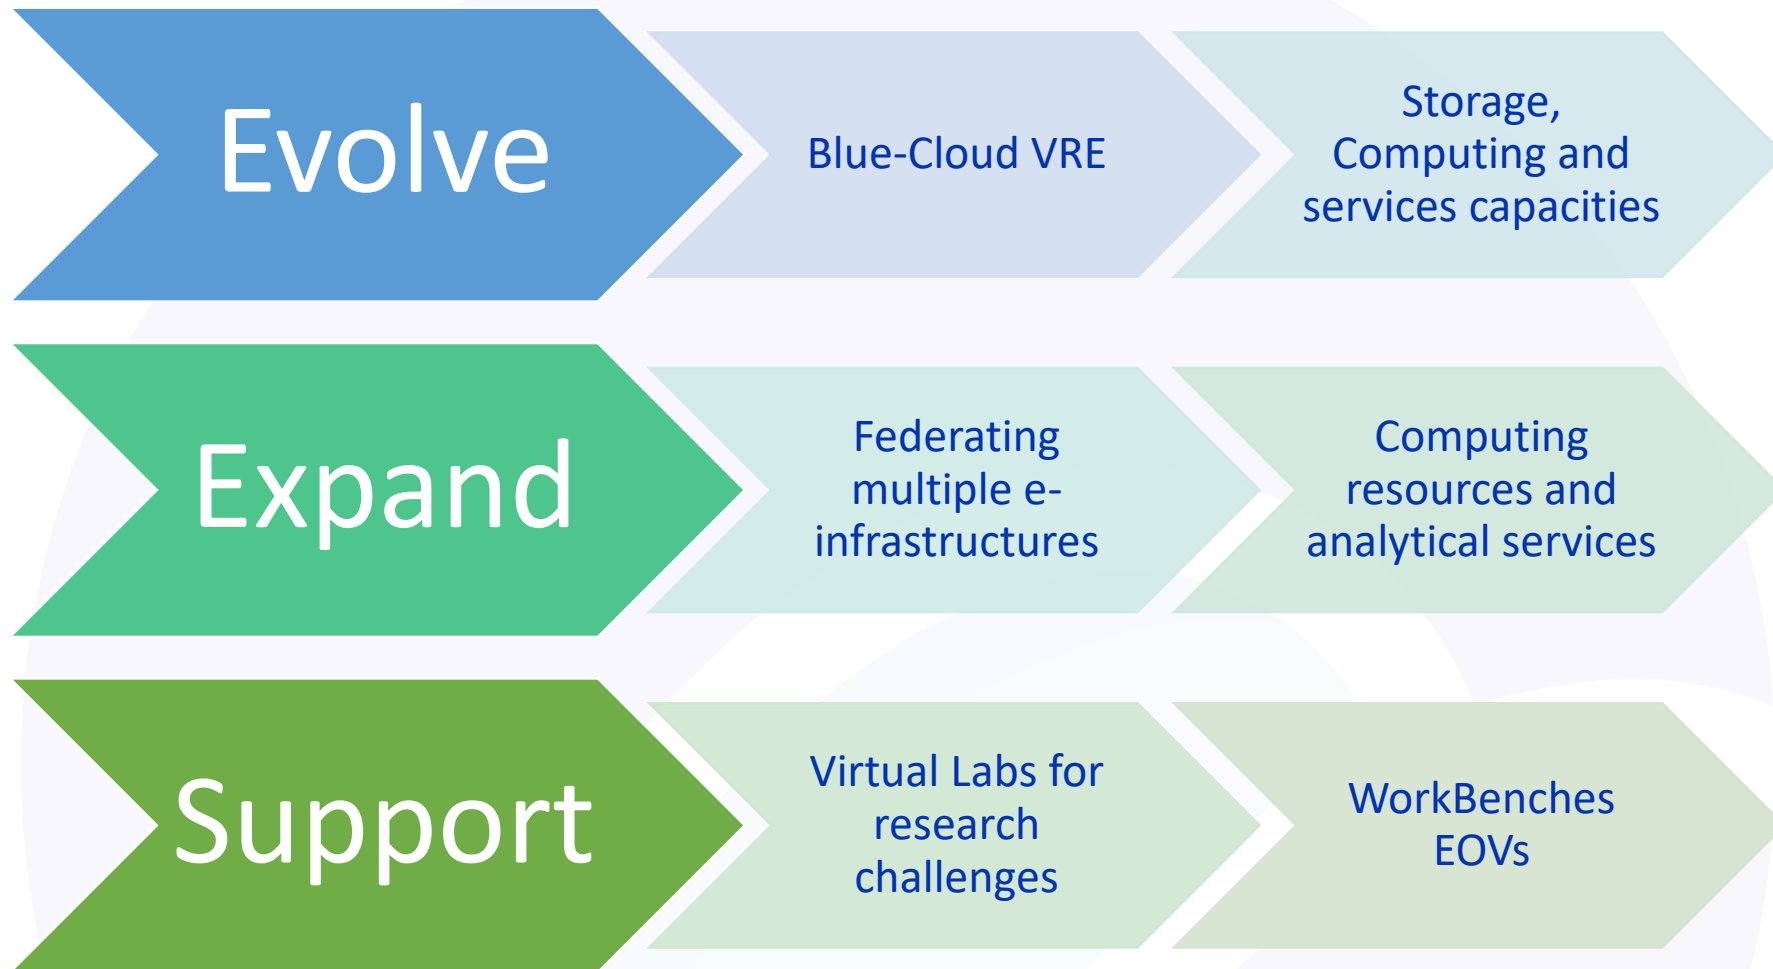 Evolve
Blue-Cloud VRE
Storage,
Computing and
services capacities
Expand
Federating
multiple e-
infrastructures
Computing
resources and
analytical services
Support
Virtual Labs for
research
challenges
WorkBenches
EOVs